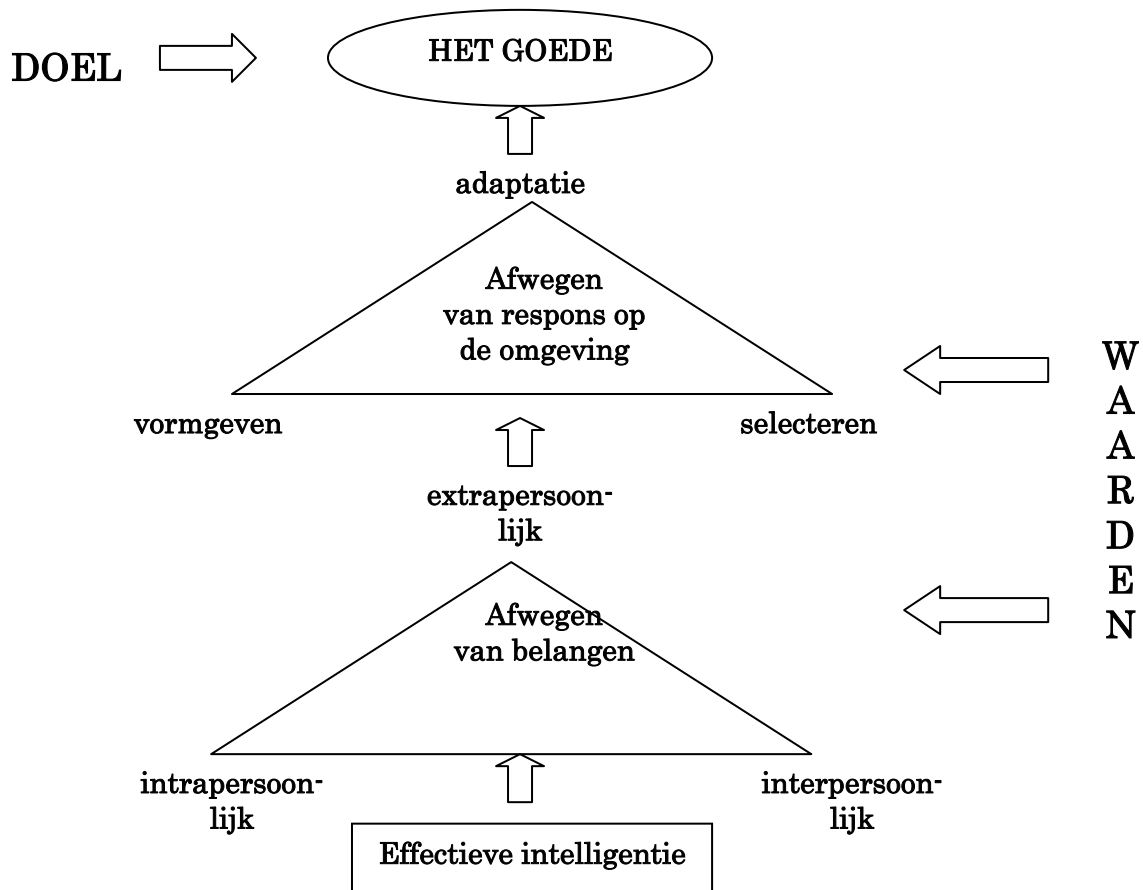 DOEL
HET GOEDE
adaptatie
Afwegen
van respons op
de omgeving
vormgeven
selecteren
extrapersoon-
lijk
Afwegen
van belangen
intrapersoon-
lijk
interpersoon-
lijk
Effectieve intelligentie
W
A
A
R
D
E
N